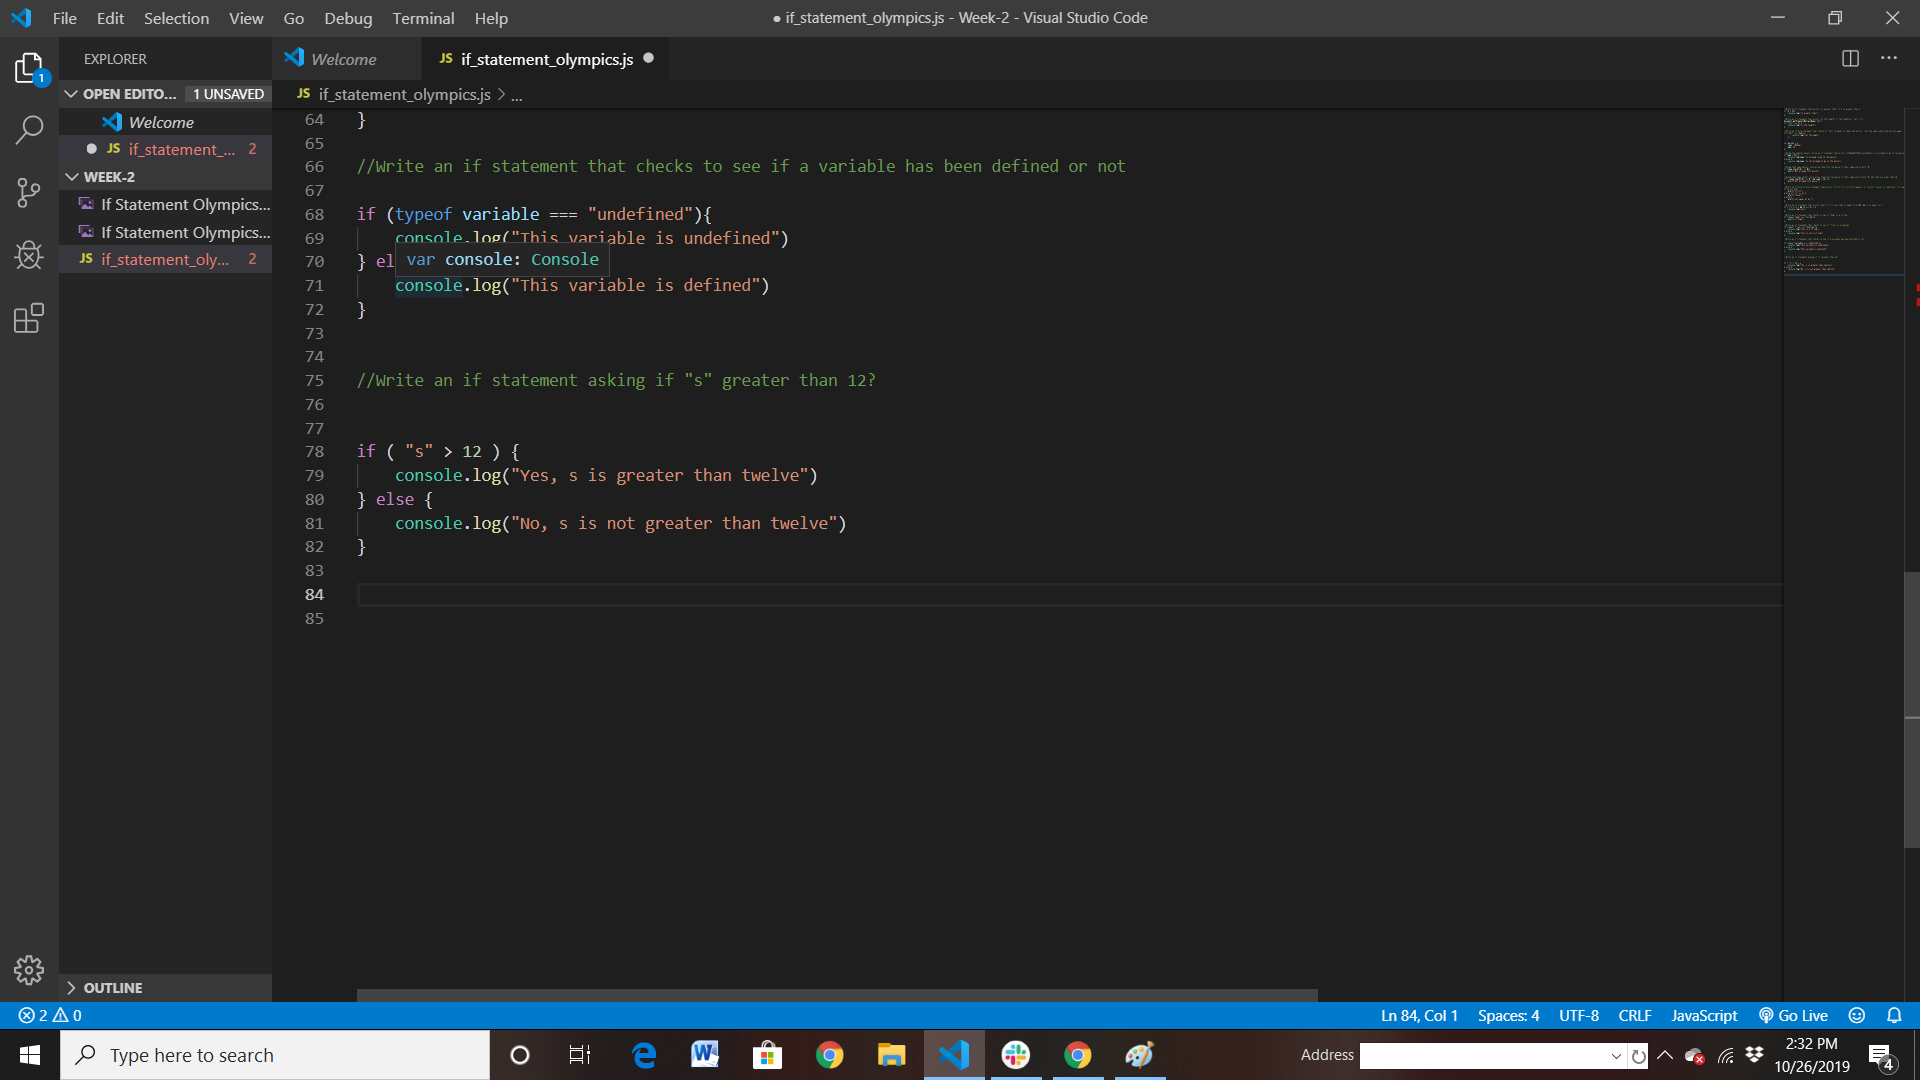 File Edit Selection View Go Debug Terminal Help
● if_statement_olympics.js - Week-2 - Visual Studio Code
EXPLORER
Welcome
JS if_statement_olympics.js
OPEN EDITO... 1 UNSAVED
Welcome
JS if_statement_... 2
WEEK-2
If Statement Olympics...
If Statement Olympics...
JS if_statement_oly... 2
OUTLINE
1
JS if_statement_olympics.js > ...
64 }
65
66 //Write an if statement that checks to see if a variable has been defined or not
67
68 if (typeof variable === "undefined"){
69 console.log("This variable is undefined")
70 } el
var console: Console
71 console.log("This variable is defined")
72 }
73
74
75 //Write an if statement asking if "s" greater than 12?
76
77
78 if ( "s" > 12 ) {
79 console.log("Yes, s is greater than twelve")
80 } else {
81 console.log("No, s is not greater than twelve")
82 }
83
84
85
2 0
Ln 84, Col 1 Spaces: 4 UTF-8 CRLF JavaScript Go Live
Type here to search
Address
2:32 PM
10/26/2019
4